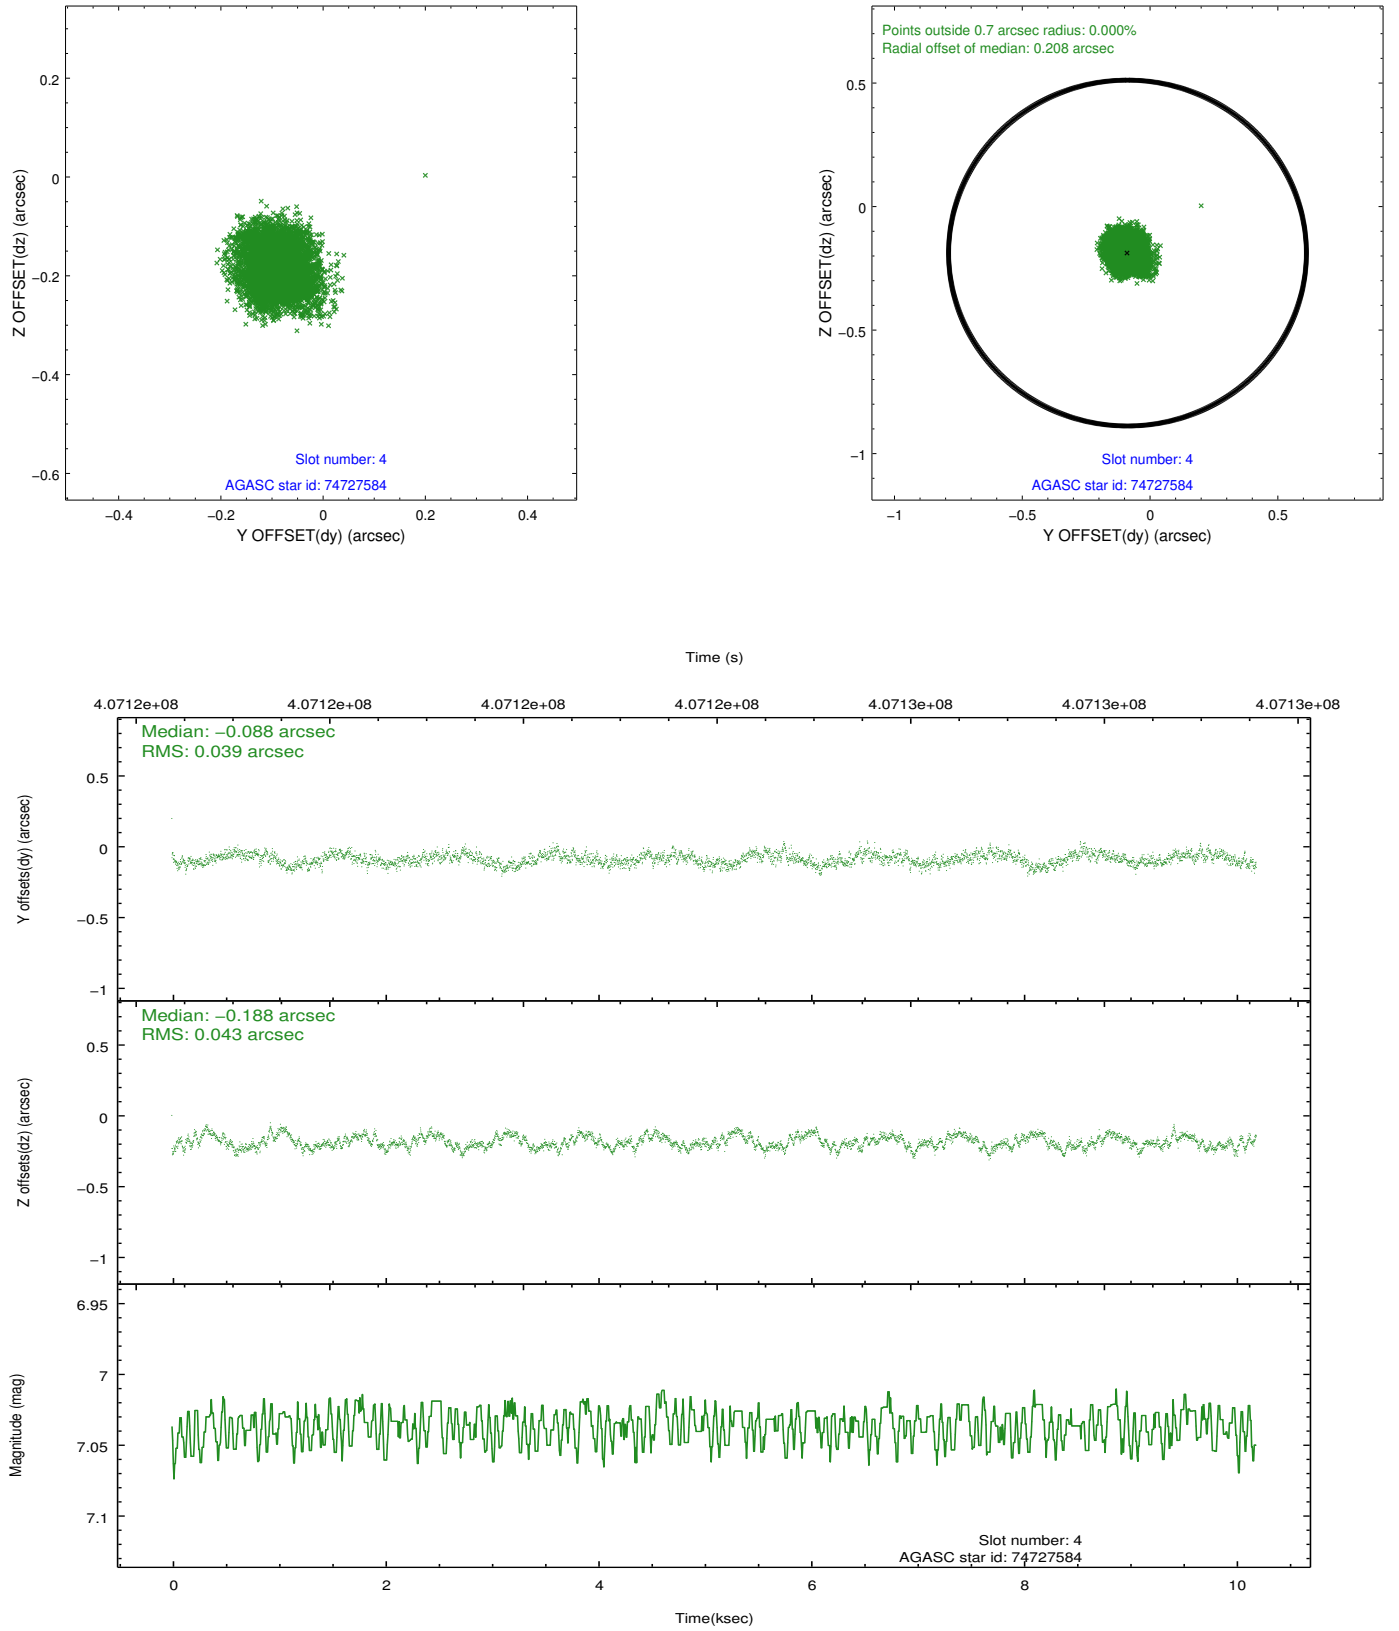 Points outside 0.7 arcsec radius: 0.000%
Radial offset of median: 0.208 arcsec
0.2
0
−0.2
−0.4
−0.6
Z OFFSET(dz) (arcsec)
Slot number: 4
AGASC star id: 74727584
−0.4
−0.2
0
0.2
0.4
Y OFFSET(dy) (arcsec)
0.5
0
−0.5
−1
Z OFFSET(dz) (arcsec)
Slot number: 4
AGASC star id: 74727584
−1
−0.5
0
0.5
Y OFFSET(dy) (arcsec)
Time (s)
4.0712e+08
4.0712e+08
4.0712e+08
4.0712e+08
4.0713e+08
4.0713e+08
4.0713e+08
Median: −0.088 arcsec
RMS: 0.039 arcsec
0.5
0
−0.5
−1
Y offsets(dy) (arcsec)
Median: −0.188 arcsec
RMS: 0.043 arcsec
0.5
0
−0.5
−1
Z offsets(dz) (arcsec)
6.95
7
7.05
7.1
Magnitude (mag)
Slot number: 4
AGASC star id: 74727584
0
2
4
6
8
10
Time(ksec)